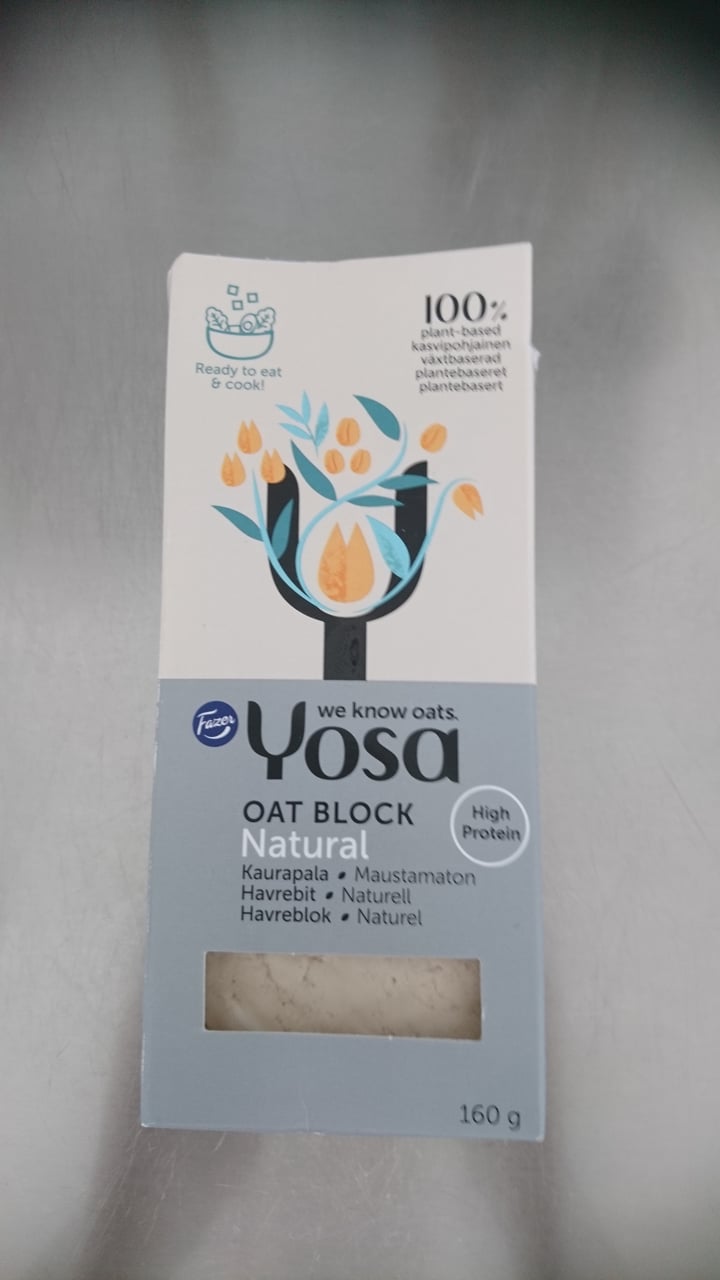 Ready to eat
& cook!
100%
plant-based
kasvipohjainen
växtbaserad
plantebaseret
plantebasert
Fazer
we know oats.
Yosa
OAT BLOCK
Natural
High
Protein
Kaurapala • Maustamaton
Havrebit • Naturell
Havreblok • Naturel
160 g